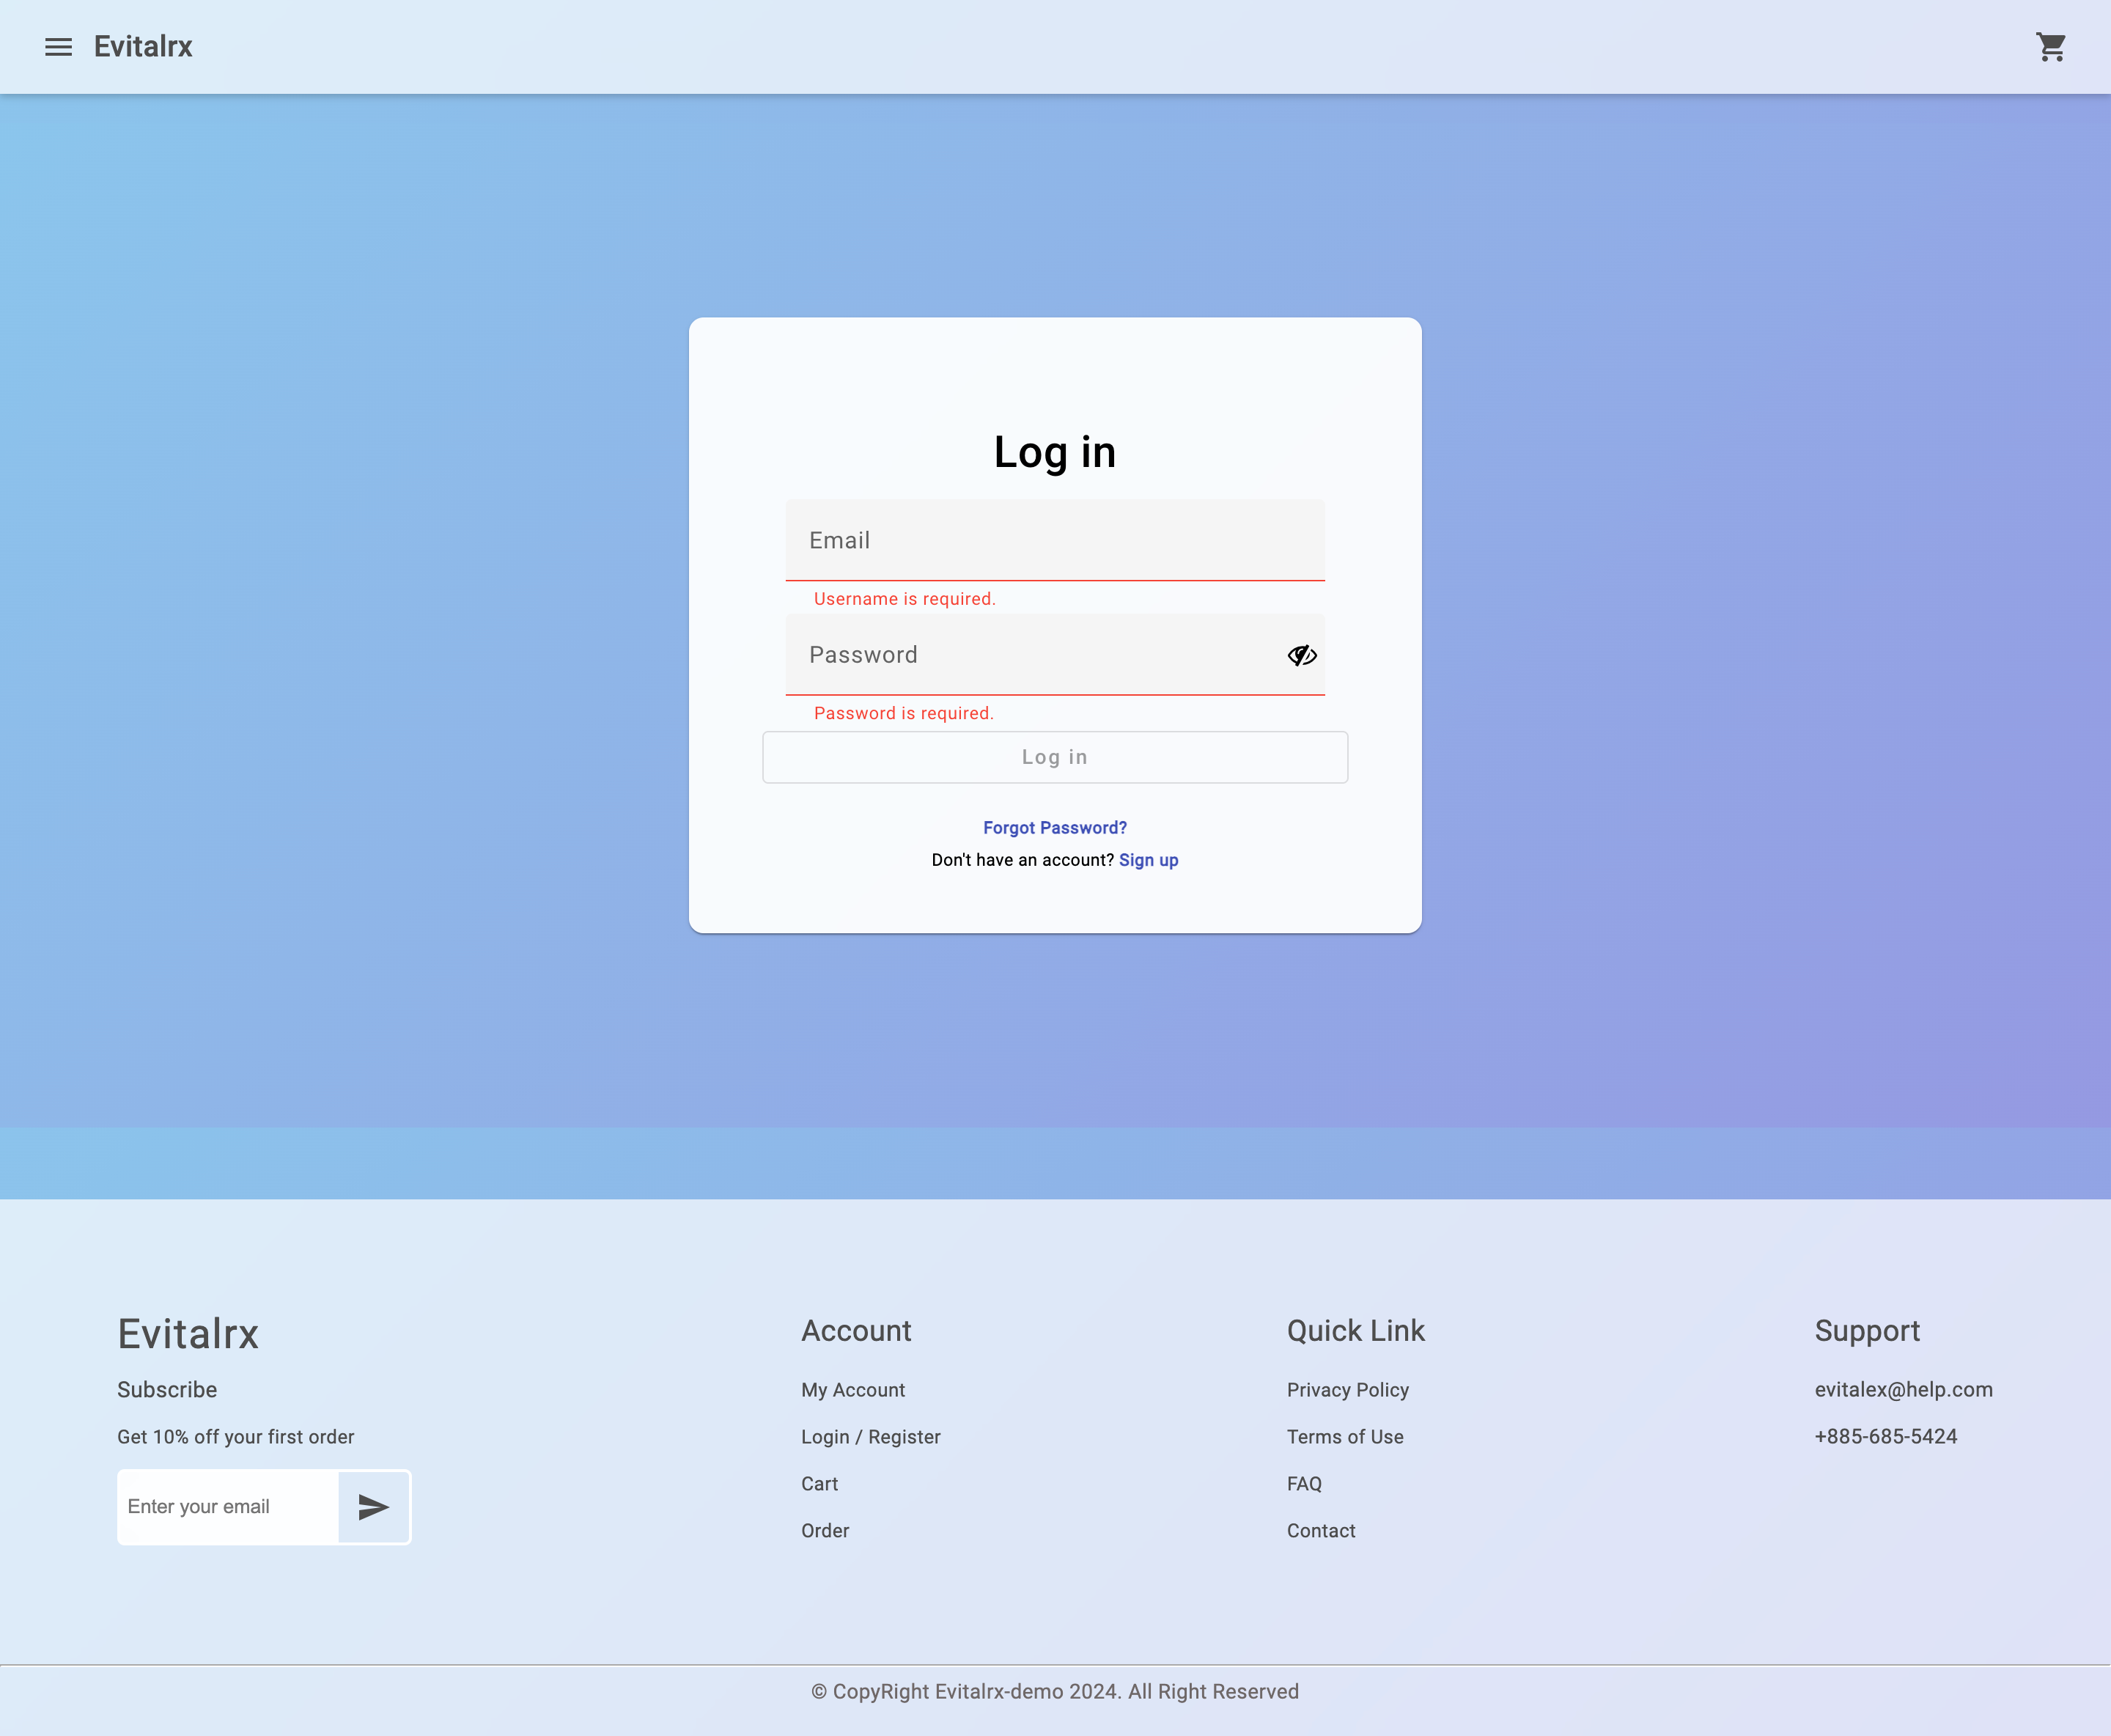 Evitalrx
Log in
Email
Username is required.
Password
Password is required.
Log in
Forgot Password?
Don't have an account? Sign up
Evitalrx
Subscribe
Get 10% off your first order
Enter your email
Account
My Account
Login / Register
Cart
Order
Quick Link
Privacy Policy
Terms of Use
FAQ
Contact
Support
evitalex@help.com
+885-685-5424
© CopyRight Evitalrx-demo 2024. All Right Reserved